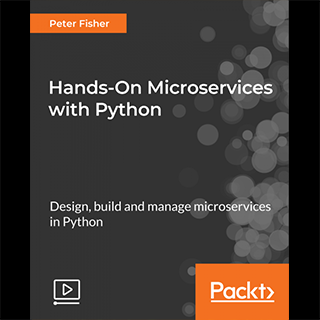 Peter Fisher
Hands-On Microservices
with Python
Design, build and manage microservices
in Python
Packt>